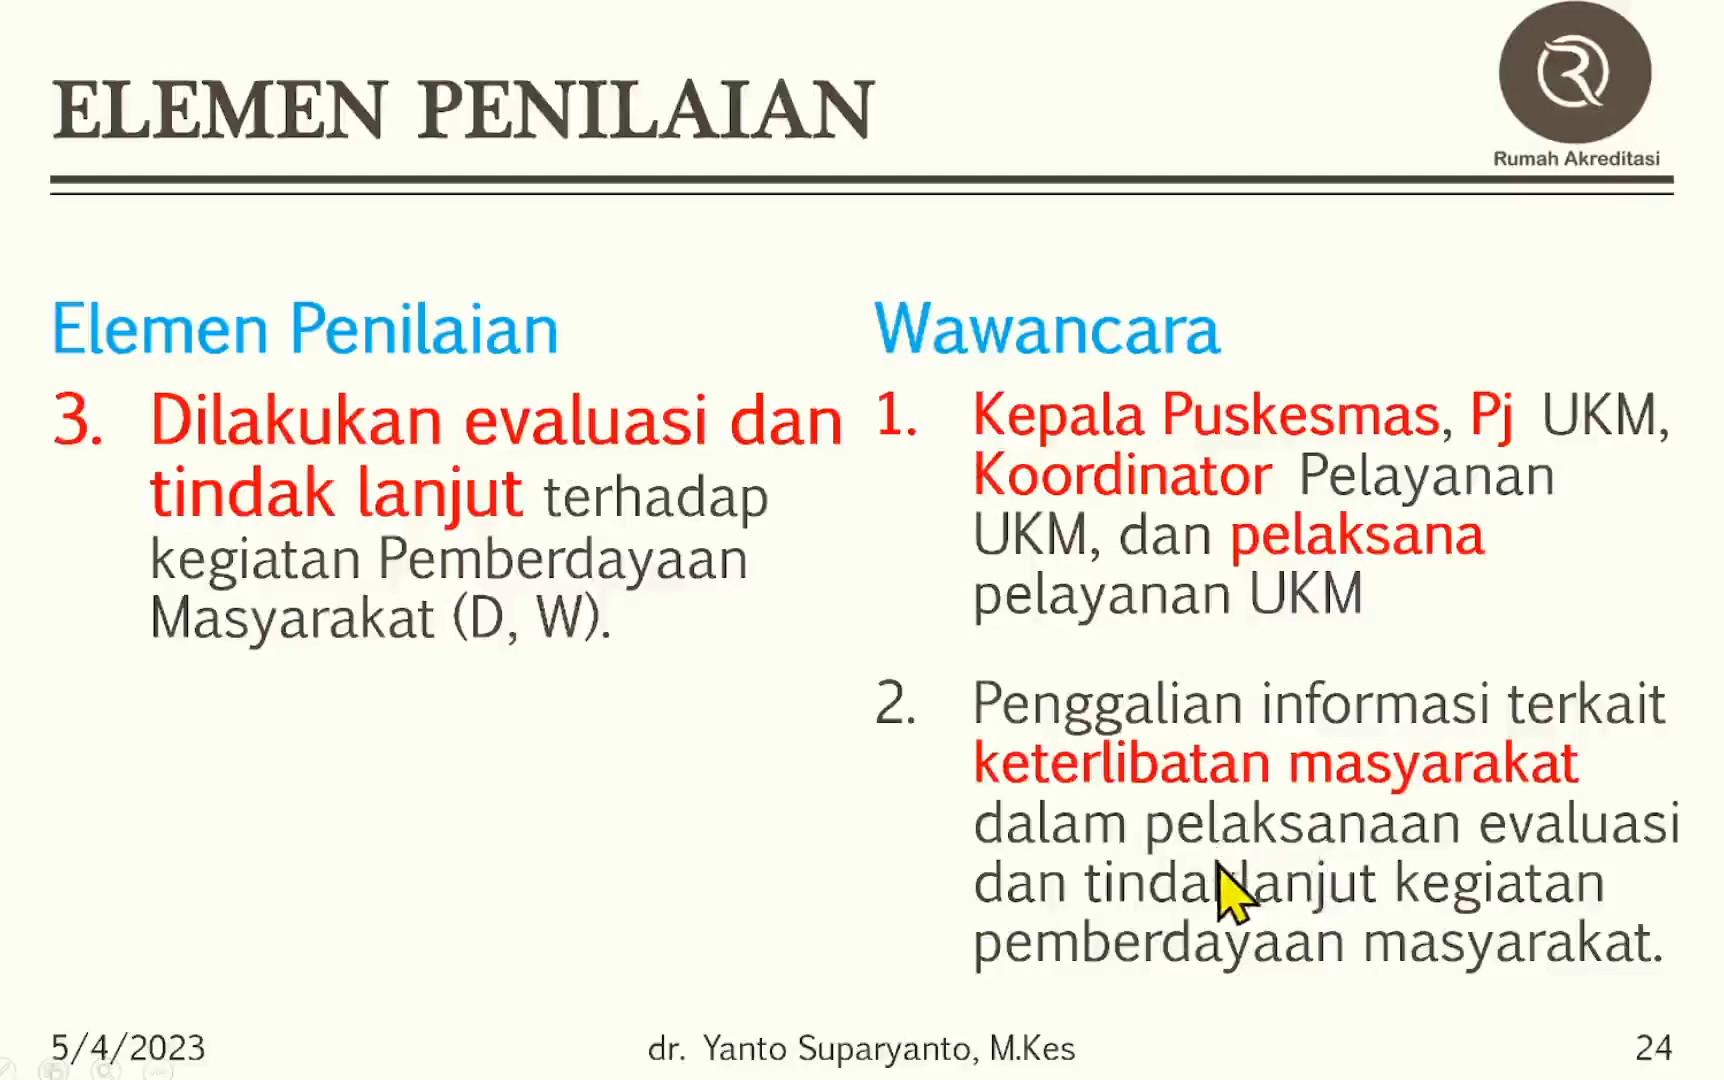 ELEMEN PENILAIAN
Rumah Akreditasi
Elemen Penilaian
3. Dilakukan evaluasi dan
tindak lanjut terhadap
kegiatan Pemberdayaan
Masyarakat (D, W).
Wawancara
1. Kepala Puskesmas, Pj UKM,
Koordinator Pelayanan
UKM, dan pelaksana
pelayanan UKM
2. Penggalian informasi terkait
keterlibatan masyarakat
dalam pelaksanaan evaluasi
dan tindak lanjut kegiatan
pemberdayaan masyarakat.
5/4/2023
dr. Yanto Suparyanto, M.Kes
24